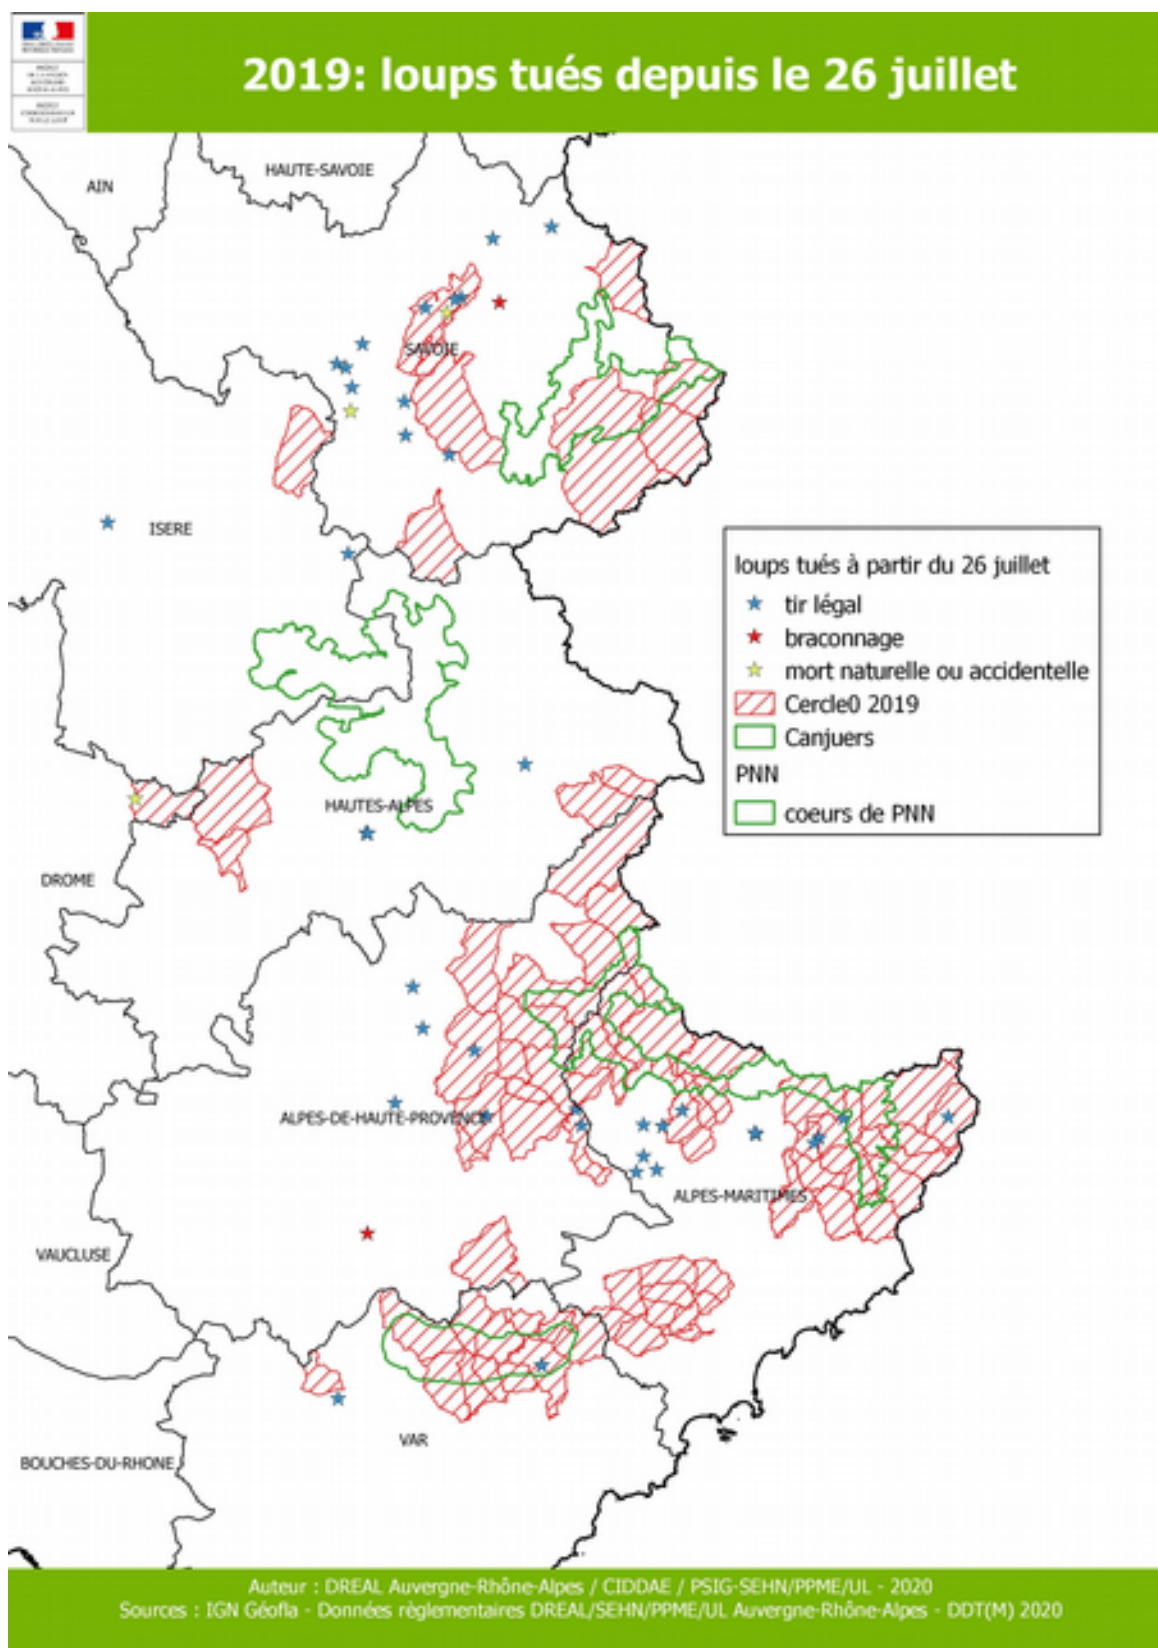 2019: loups tués depuis le 26 juillet
HAUTE-SAVOIE
AIN
SAVOIE
ISERE
loups tués à partir du 26 juillet
tir légal
braconnage
mort naturelle ou accidentelle
Cercle0 2019
Canjuers
PNN
coeurs de PNN
HAUTES-ALPES
DROME
ALPES-DE-HAUTE-PROVENCE
ALPES-MARITIMES
VAUCLUSE
VAR
BOUCHES-DU-RHONE
Auteur : DREAL Auvergne-Rhône-Alpes / CIDDAE / PSIG-SEHN/PPME/UL - 2020
Sources : IGN Géofla - Données règlementaires DREAL/SEHN/PPME/UL Auvergne-Rhône-Alpes - DDT(M) 2020